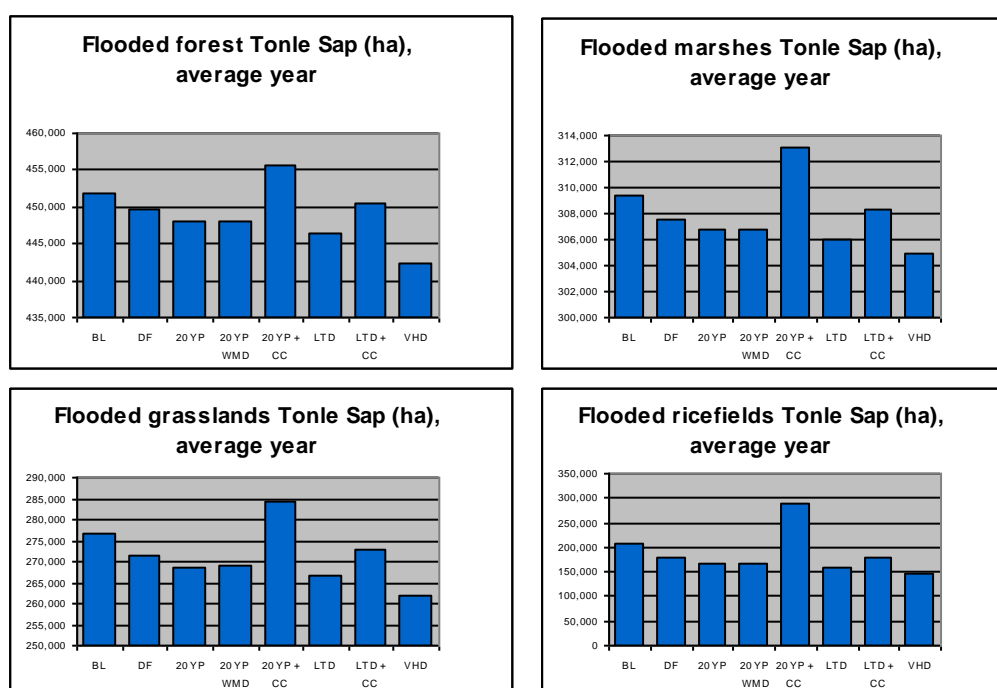 Flooded forest Tonle Sap (ha),
average year
460,000
455,000
450,000
445,000
440,000
435,000
BL DF 20 YP 20 YP 20 YP + LTD LTD + VHD
WMD CC CC
Flooded marshes Tonle Sap (ha),
average year
314,000
312,000
310,000
308,000
306,000
304,000
302,000
300,000
BL DF 20 YP 20 YP 20 YP + LTD LTD + VHD
WMD CC CC
Flooded grasslands Tonle Sap (ha),
average year
290,000
285,000
280,000
275,000
270,000
265,000
260,000
255,000
250,000
BL DF 20 YP 20 YP 20 YP + LTD LTD + VHD
WMD CC CC
Flooded ricefields Tonle Sap (ha),
average year
350,000
300,000
250,000
200,000
150,000
100,000
50,000
0
BL DF 20 YP 20 YP 20 YP + LTD LTD + VHD
WMD CC CC